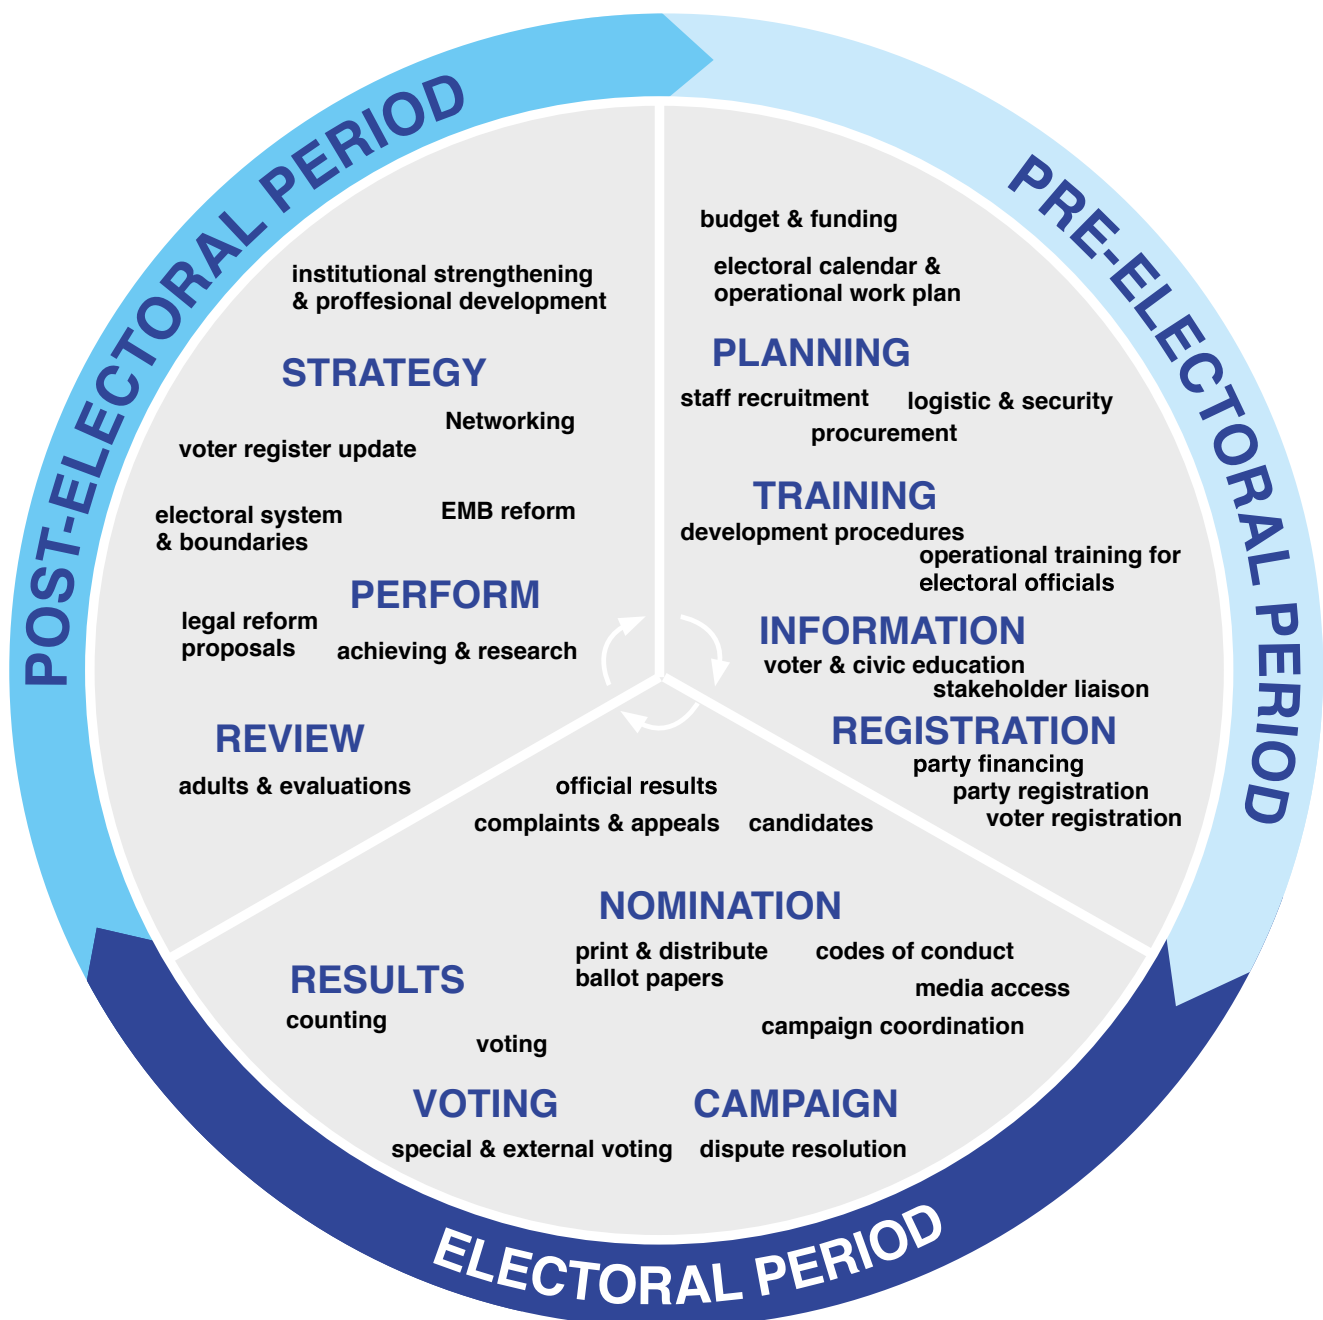 POST-ELECTORAL PERIOD
PRE-ELECTORAL PERIOD
ELECTORAL PERIOD
budget & funding
electoral calendar &
operational work plan
PLANNING
staff recruitment
logistic & security
procurement
TRAINING
development procedures
operational training for
electoral officials
INFORMATION
voter & civic education
stakeholder liaison
REGISTRATION
party financing
party registration
voter registration
official results
complaints & appeals
candidates
NOMINATION
print & distribute
ballot papers
codes of conduct
media access
campaign coordination
RESULTS
counting
voting
VOTING
special & external voting
CAMPAIGN
dispute resolution
institutional strengthening
& proffesional development
STRATEGY
Networking
voter register update
electoral system
& boundaries
EMB reform
PERFORM
legal reform
proposals
achieving & research
REVIEW
adults & evaluations